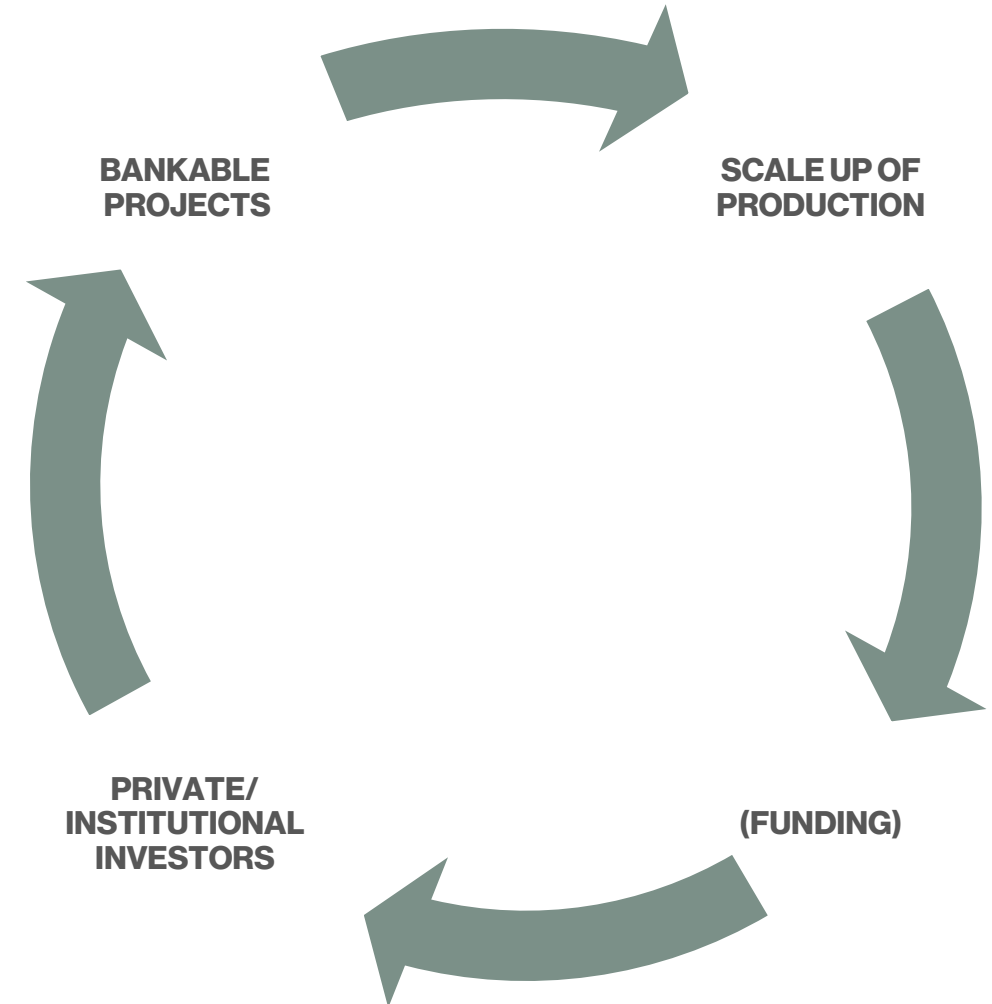 BANKABLE
PROJECTS
SCALE UP OF
PRODUCTION
PRIVATE/
INSTITUTIONAL
INVESTORS
(FUNDING)